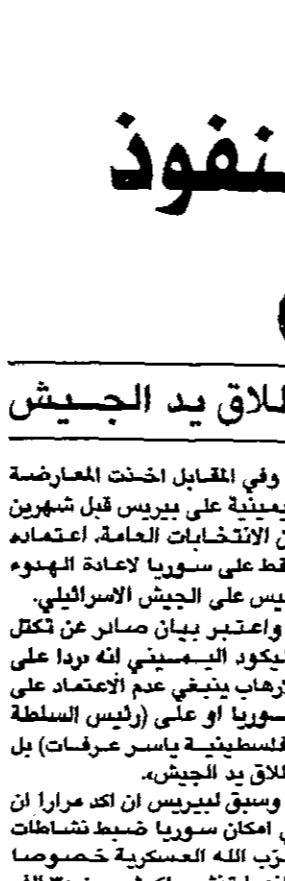 نفوذ
لاق يد الجيش
وفي المقابل اخذت المعارضة
يمينية على بيريس قبل شهرين
ن الانتخابات العامة، اعتماده
قط على سوريا لاعادة الهدوء
يس على الجيش الاسرائيلي.
واعتبر بيان صادر عن تكتل
ليكود اليميني انه «ردا على
لارهاب ينبغي عدم الاعتماد على
سوريا او على (رئيس السلطة
فلسطينية ياسر عرفات) بل
للاق يد الجيش».
وسبق لبيريس ان اكد مرارا ان
ي امكان سوريا ضبط نشاطات
زب الله العسكرية خصوصا